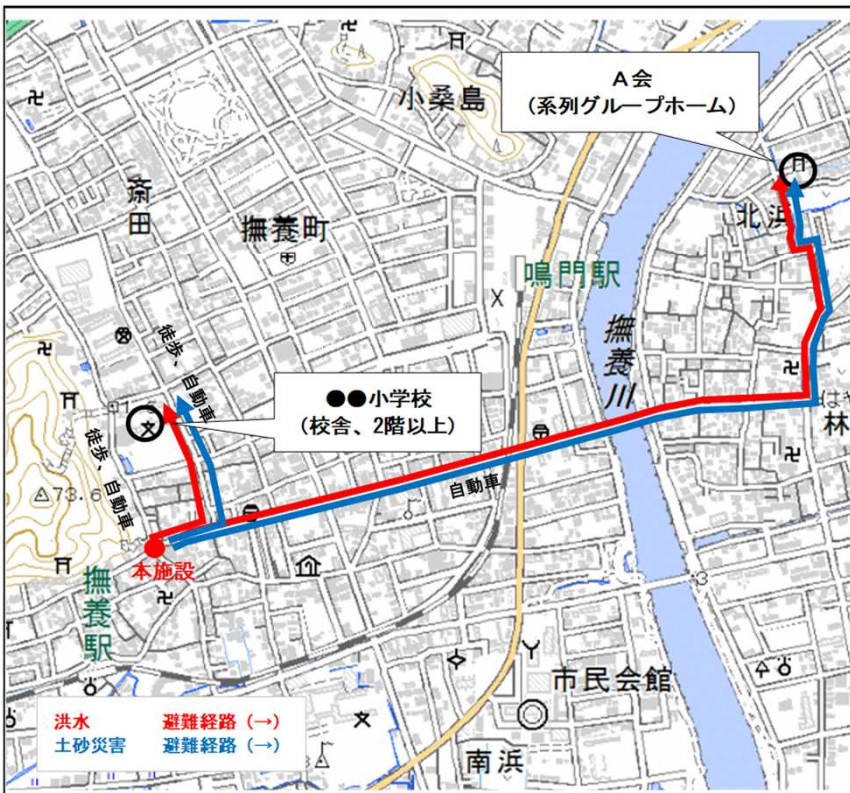 A会
(系列グループホーム)
小桑島
斎田
撫養町
北浜
鳴門駅
撫養川
徒歩、自動車
●●小学校
(校舎、2階以上)
徒歩、自動車
林
73.6
自動車
本施設
撫養駅
3
市民会館
南浜
洪水 避難経路(→)
土砂災害 避難経路(→)